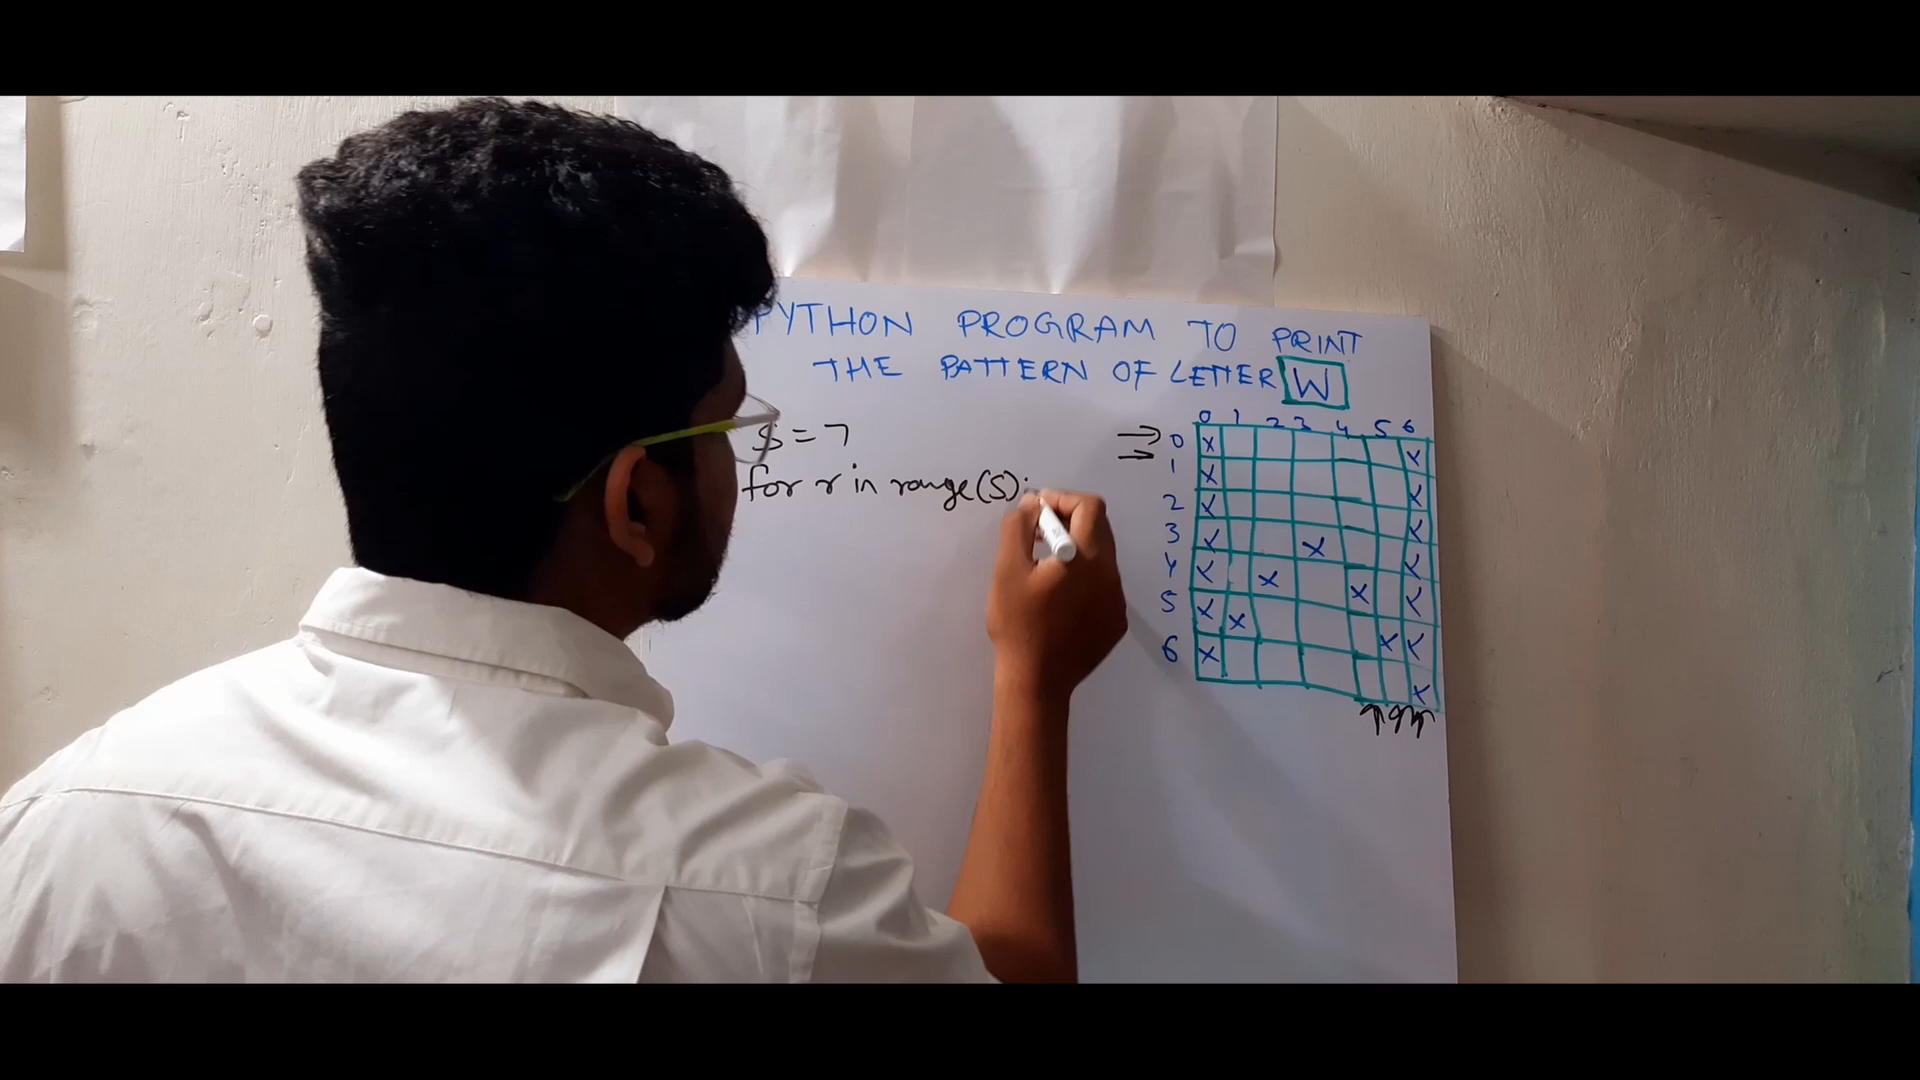 PYTHON PROGRAM TO PRINT
THE PATTERN OF LETTER W
S=7
for r in range(S):
0 1 2 3 4 5 6
0 x x
1 x x
2 x x
3 x x x
4 x x x x
5 x x x x
6 x x